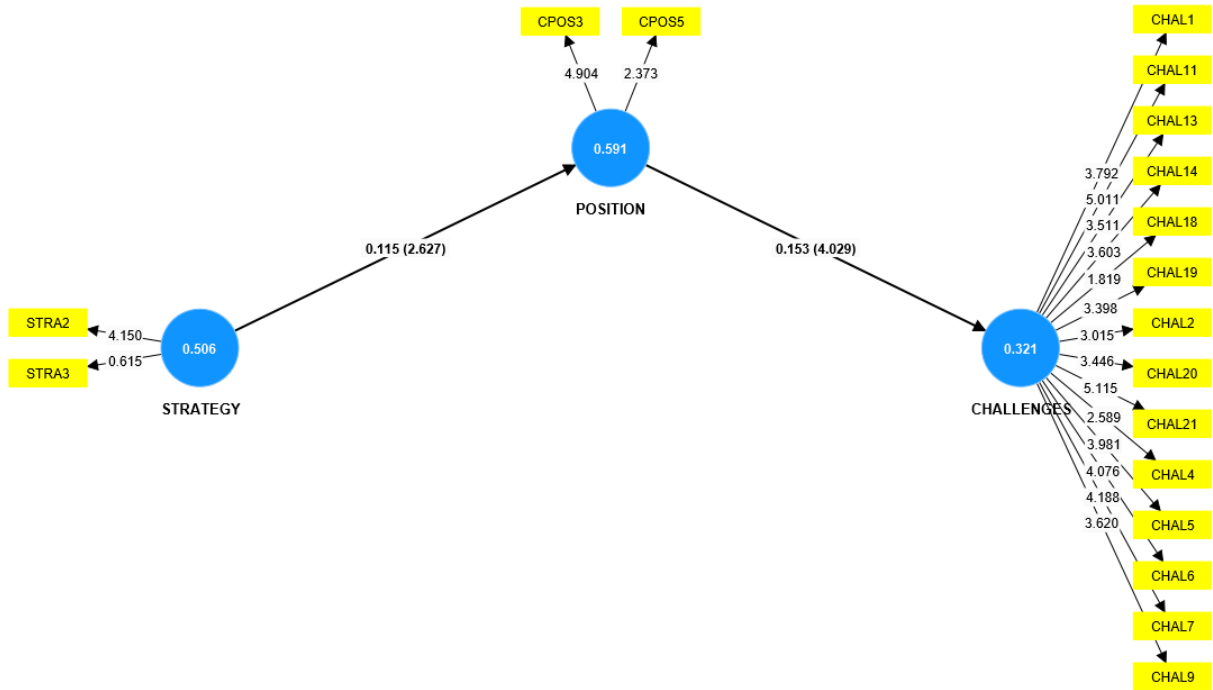 CPOS3
CPOS5
4.904
2.373
0.591
POSITION
0.115 (2.627)
0.153 (4.029)
STRA2
STRA3
4.150
0.615
0.506
STRATEGY
0.321
CHALLENGES
3.792
5.011
3.511
3.603
1.819
3.398
3.015
3.446
5.115
2.589
3.981
4.076
4.188
3.620
CHAL1
CHAL11
CHAL13
CHAL14
CHAL18
CHAL19
CHAL2
CHAL20
CHAL21
CHAL4
CHAL5
CHAL6
CHAL7
CHAL9